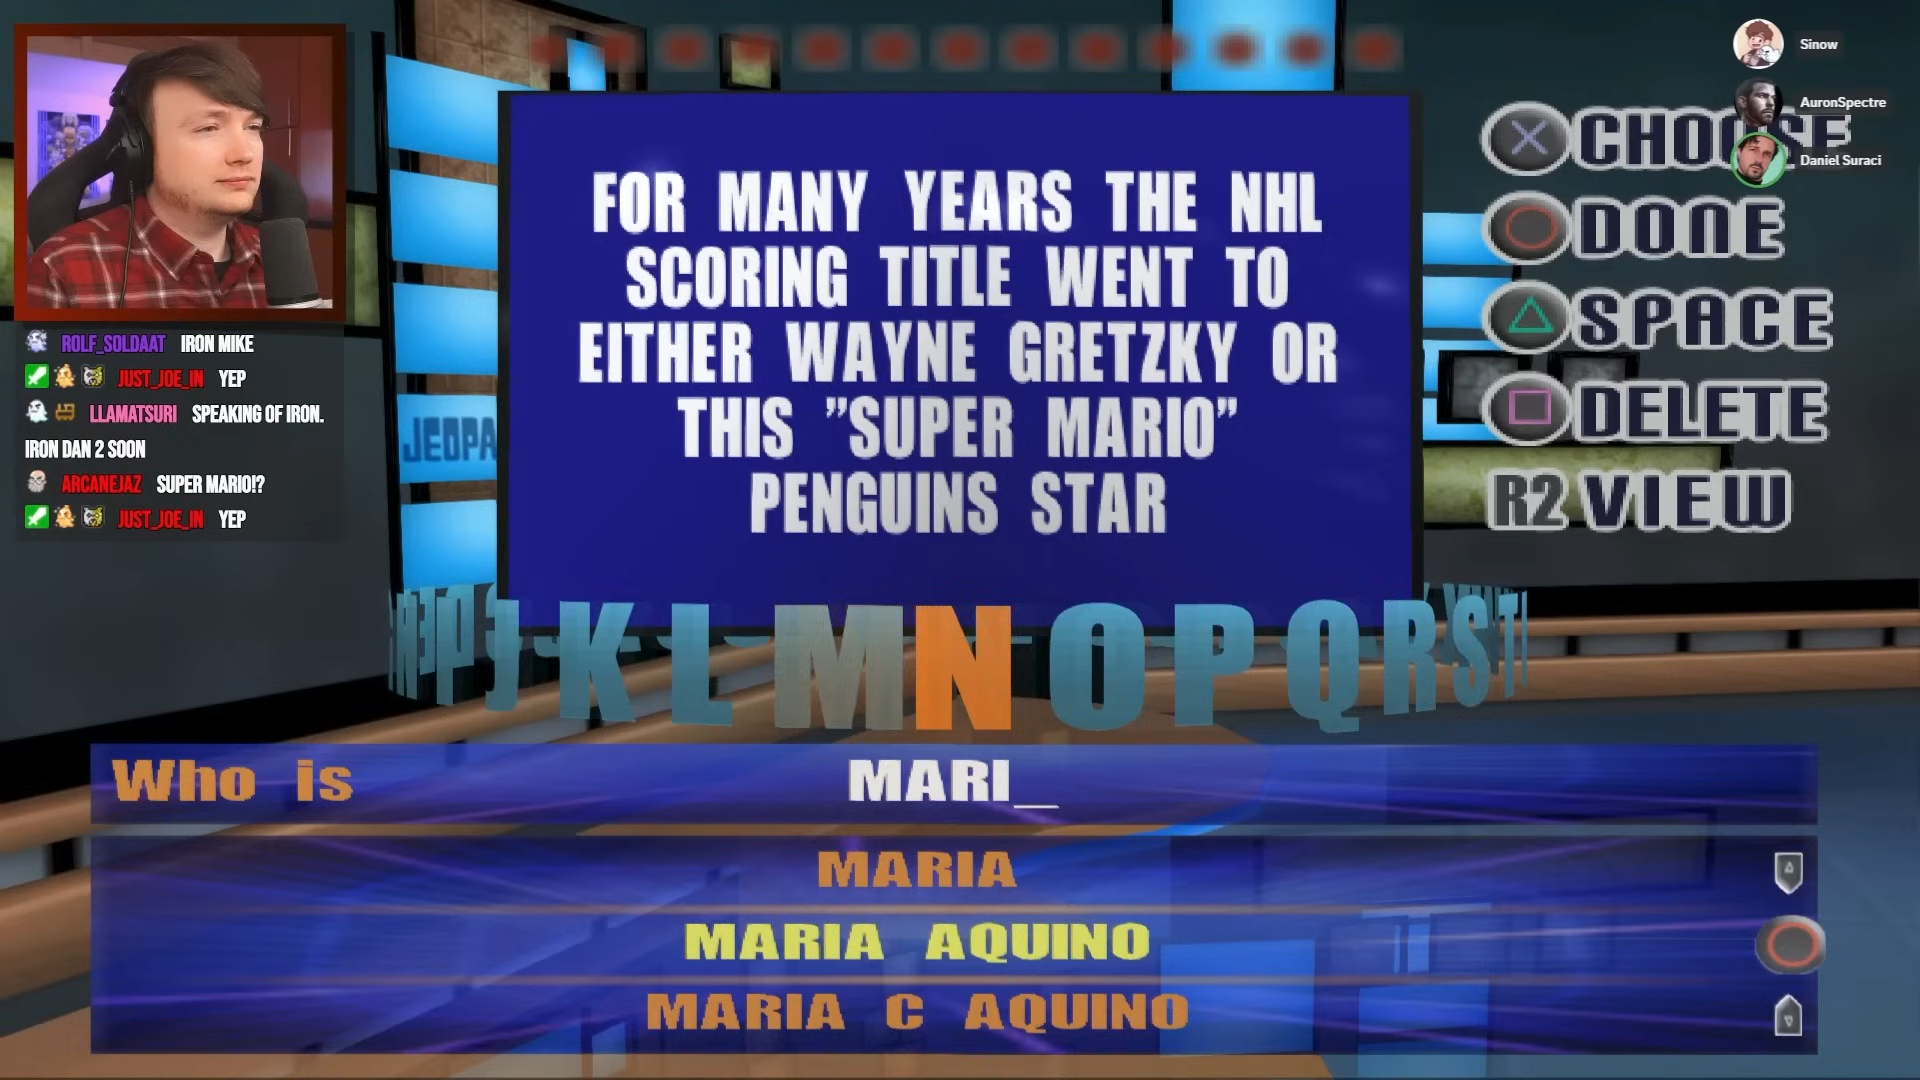 Sinow
AuronSpectre
Daniel Suraci
FOR MANY YEARS THE NHL
SCORING TITLE WENT TO
EITHER WAYNE GRETZKY OR
THIS "SUPER MARIO"
PENGUINS STAR
CHOOSE
DONE
SPACE
DELETE
R2 VIEW
ROLF_SOLDAAT IRON MIKE
JUST_JOE_IN YEP
LLAMATSURI SPEAKING OF IRON.
IRON DAN 2 SOON
ARCANEJAZ SUPER MARIO!?
JUST_JOE_IN YEP
JEOPA
K L M N O P Q R S T
Who is MARI_
MARIA
MARIA AQUINO
MARIA C AQUINO